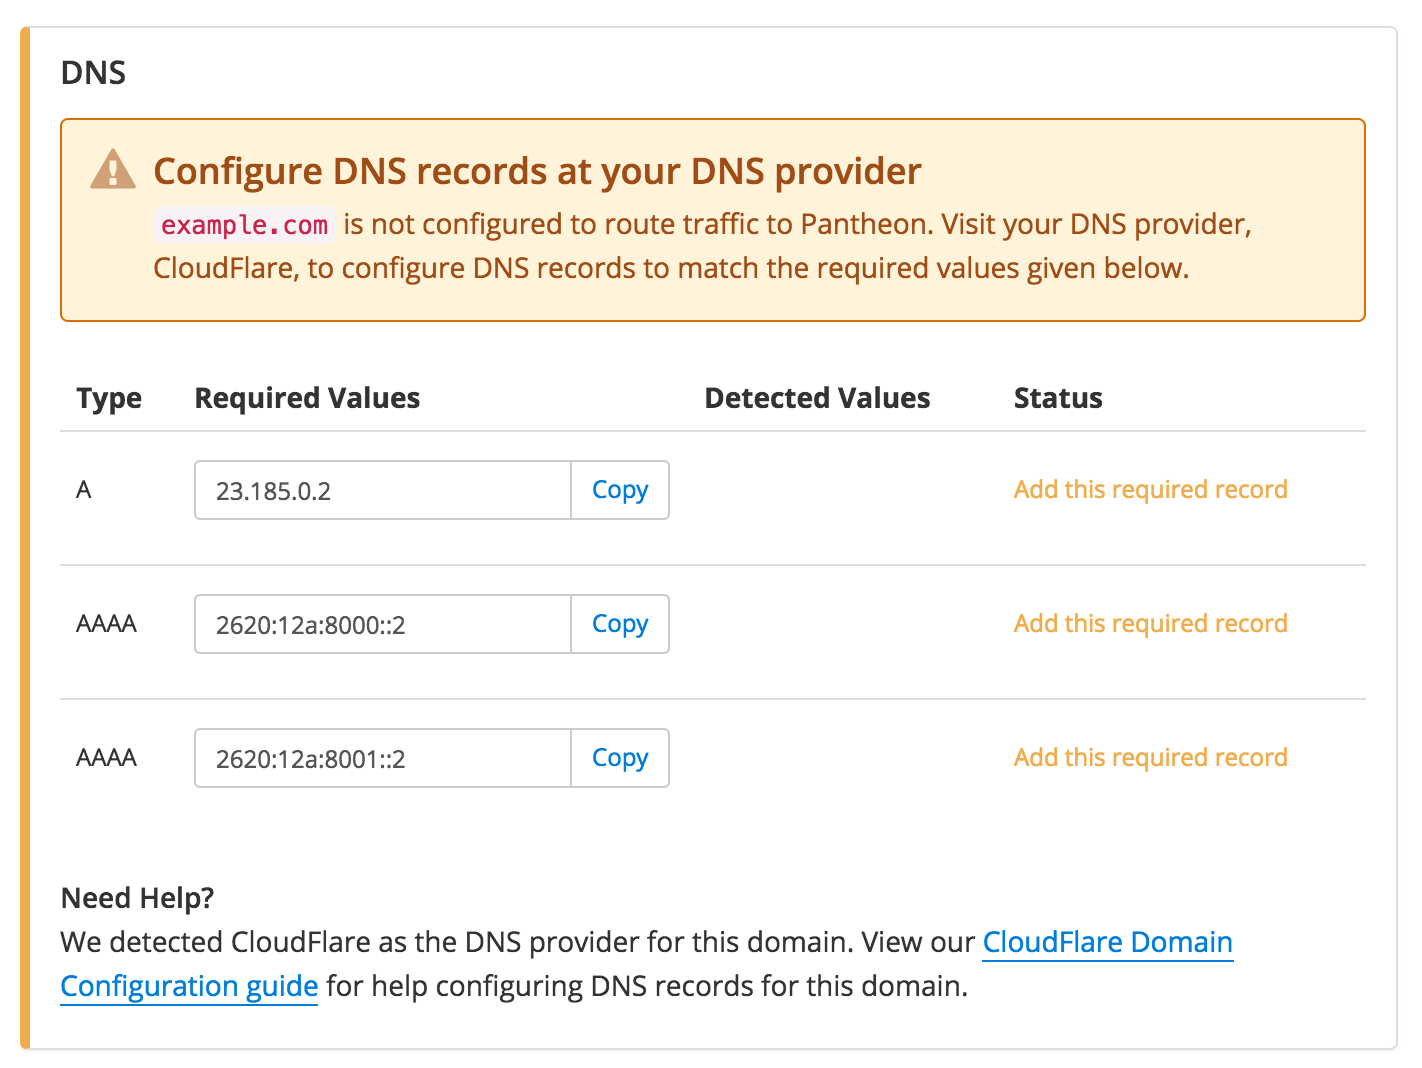 DNS
Configure DNS records at your DNS provider
example.com is not configured to route traffic to Pantheon. Visit your DNS provider,
CloudFlare, to configure DNS records to match the required values given below.
Type Required Values Detected Values Status
A 23.185.0.2 Copy Add this required record
AAAA 2620:12a:8000::2 Copy Add this required record
AAAA 2620:12a:8001::2 Copy Add this required record
Need Help?
We detected CloudFlare as the DNS provider for this domain. View our CloudFlare Domain
Configuration guide for help configuring DNS records for this domain.